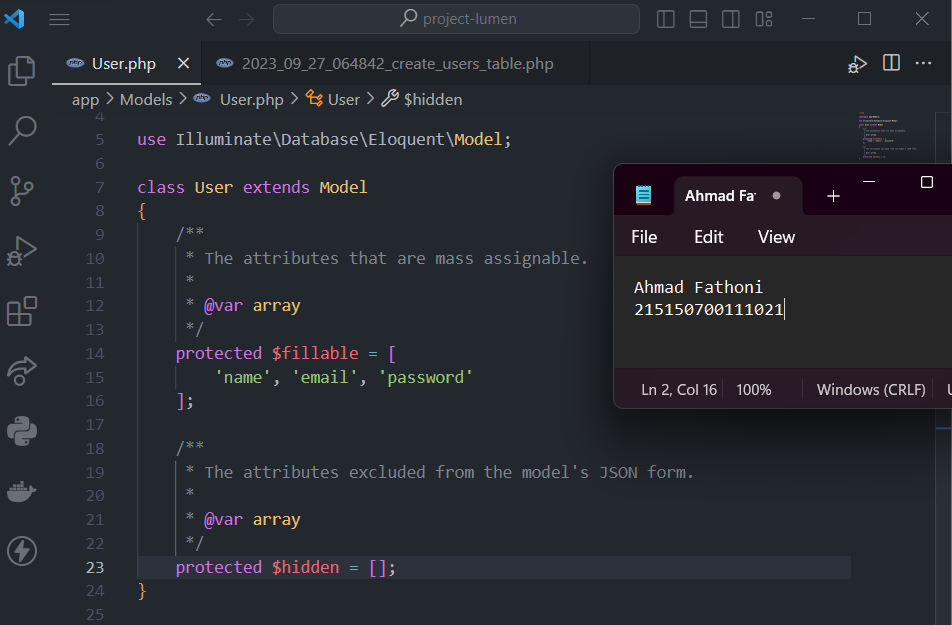 project-lumen
User.php
2023_09_27_064842_create_users_table.php
app > Models > User.php > User > $hidden
4
5 use Illuminate\Database\Eloquent\Model;
6
7 class User extends Model
8 {
9 /**
10 * The attributes that are mass assignable.
11 *
12 * @var array
13 */
14 protected $fillable = [
15 'name', 'email', 'password'
16 ];
17
18 /**
19 * The attributes excluded from the model's JSON form.
20 *
21 * @var array
22 */
23 protected $hidden = [];
24 }
25
Ahmad Fa
File Edit View
Ahmad Fathoni
215150700111021
Ln 2, Col 16 100% Windows (CRLF)